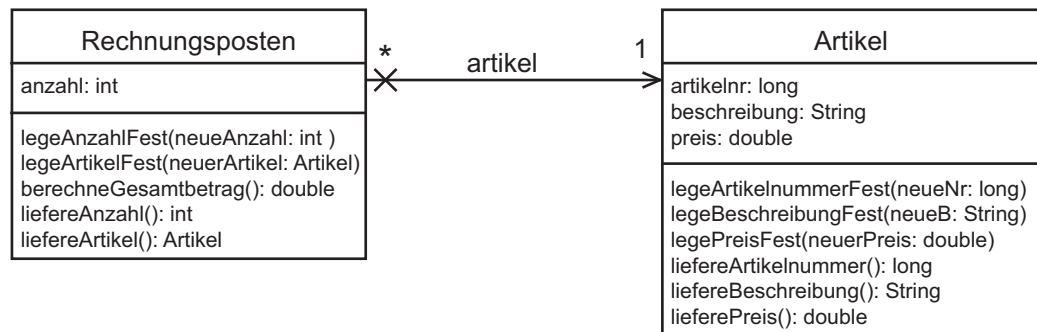 Rechnungsposten
anzahl: int
legeAnzahlFest(neueAnzahl: int )
legeArtikelFest(neuerArtikel: Artikel)
berechneGesamtbetrag(): double
liefereAnzahl(): int
liefereArtikel(): Artikel
*
artikel
1
Artikel
artikelnr: long
beschreibung: String
preis: double
legeArtikelnummerFest(neueNr: long)
legeBeschreibungFest(neueB: String)
legePreisFest(neuerPreis: double)
liefereArtikelnummer(): long
liefereBeschreibung(): String
lieferePreis(): double